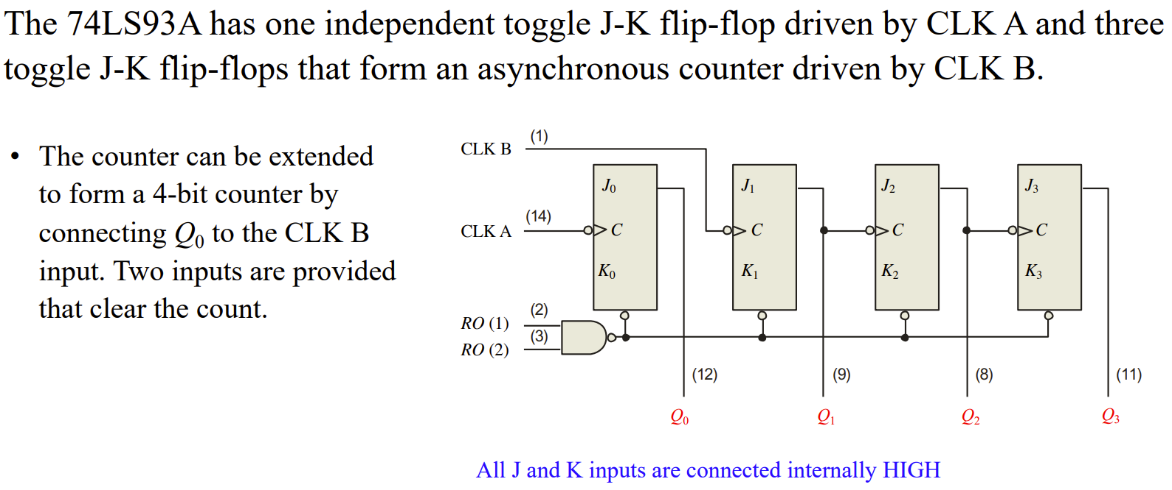 The 74LS93A has one independent toggle J-K flip-flop driven by CLK A and three
toggle J-K flip-flops that form an asynchronous counter driven by CLK B.
• The counter can be extended
to form a 4-bit counter by
connecting Q0 to the CLK B
input. Two inputs are provided
that clear the count.
CLK B (1)
J0 J1 J2 J3
CLK A (14) C C C C
K0 K1 K2 K3
RO (1) (2)
RO (2) (3)
(12) (9) (8) (11)
Q0 Q1 Q2 Q3
All J and K inputs are connected internally HIGH